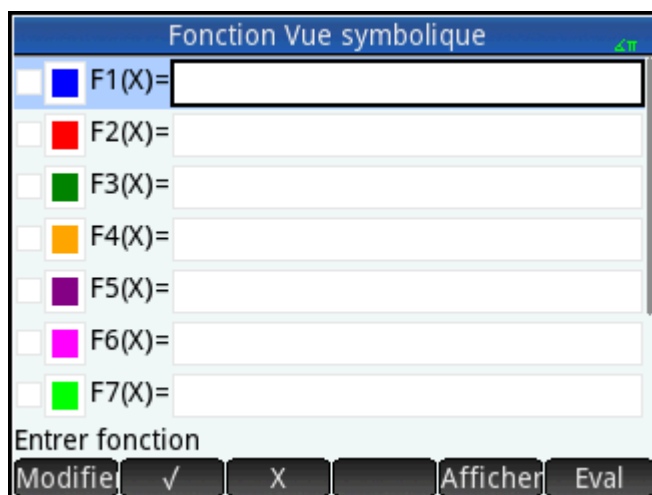 Fonction Vue symbolique ∡π
F1(X)=
F2(X)=
F3(X)=
F4(X)=
F5(X)=
F6(X)=
F7(X)=
Entrer fonction
Modifie √ X Afficher Eval